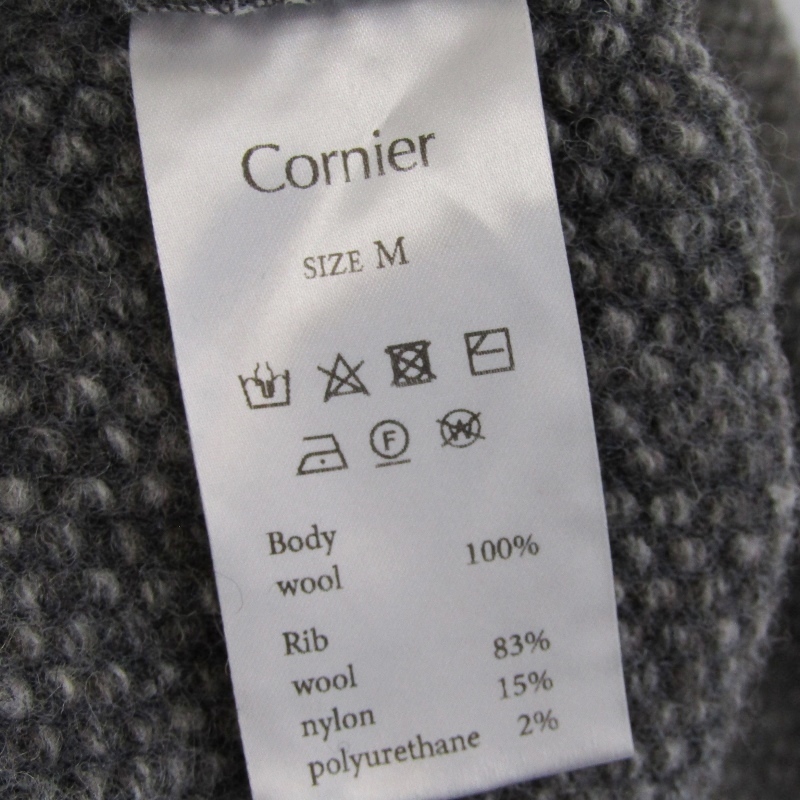 Cornier
SIZE M
F
W
Body
wool 100%
Rib
wool 83%
nylon 15%
polyurethane 2%